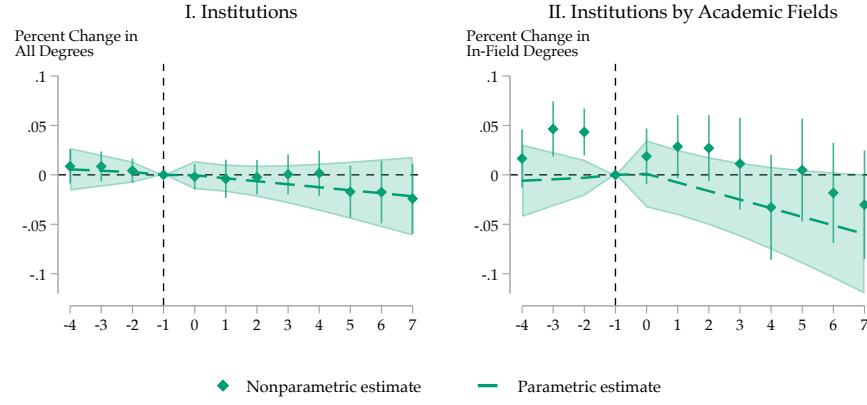 I. Institutions
Percent Change in
All Degrees
.1
.05
0
-.05
-.1
-4 -3 -2 -1 0 1 2 3 4 5 6 7
II. Institutions by Academic Fields
Percent Change in
In-Field Degrees
.1
.05
0
-.05
-.1
-4 -3 -2 -1 0 1 2 3 4 5 6 7
Nonparametric estimate
Parametric estimate